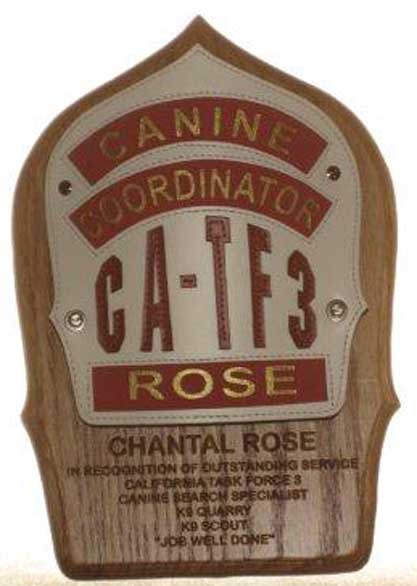 CANINE
COORDINATOR
CA-TF3
ROSE
CHANTAL ROSE
IN RECOGNITION OF OUTSTANDING SERVICE
CALIFORNIA TASK FORCE 3
CANINE SEARCH SPECIALIST
K9 QUARRY
K9 SCOUT
"JOB WELL DONE"